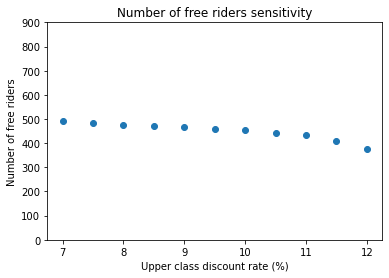 Number of free riders sensitivity
Number of free riders
900
800
700
600
500
400
300
200
100
0
7 8 9 10 11 12
Upper class discount rate (%)